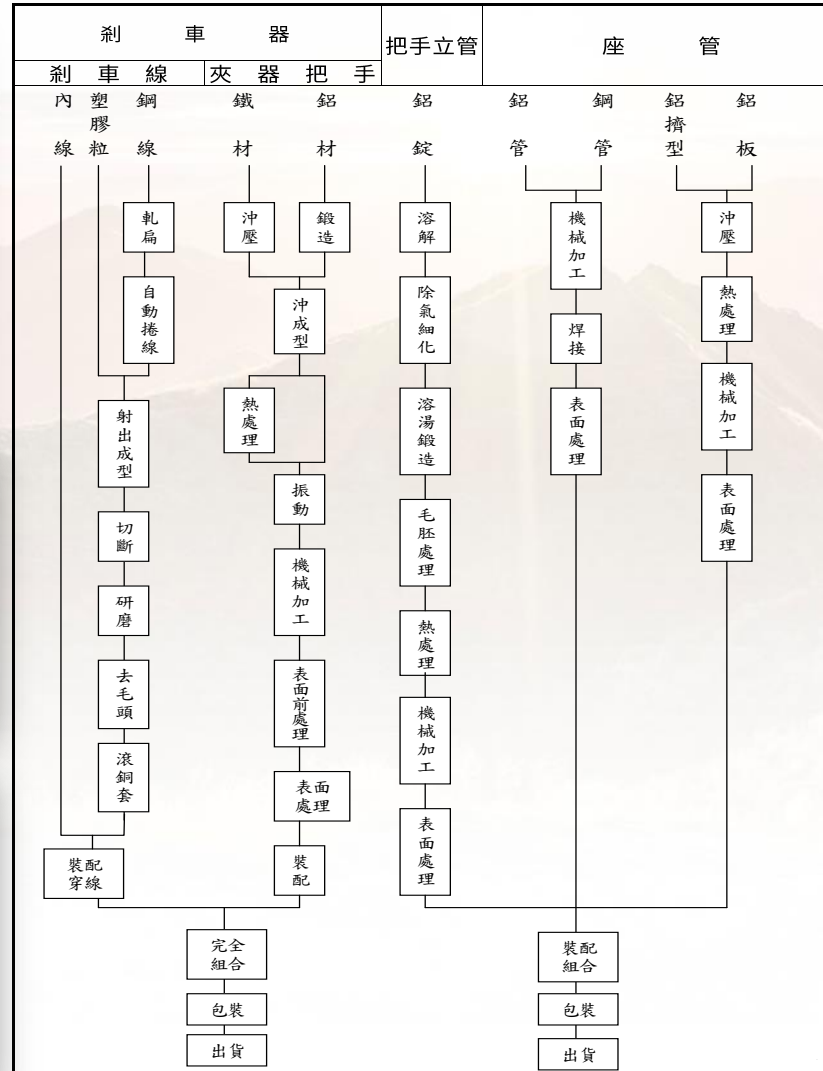 剎車器
把手立管
座管
剎車線
夾器把手
內線
塑膠粒
鋼線
鐵材
鋁材
鋁錠
鋁管
鋼管
鋁擠型
鋁板
軋扁
自動捲線
射出成型
切斷
研磨
去毛頭
滾銅套
裝配
穿線
沖壓
鍛造
沖成型
熱處理
振動
機械加工
表面前處理
表面
處理
裝配
溶解
除氣細化
溶湯鍛造
毛胚處理
熱處理
機械加工
表面處理
機械加工
焊接
表面處理
沖壓
熱處理
機械加工
表面處理
完全
組合
包裝
出貨
裝配
組合
包裝
出貨